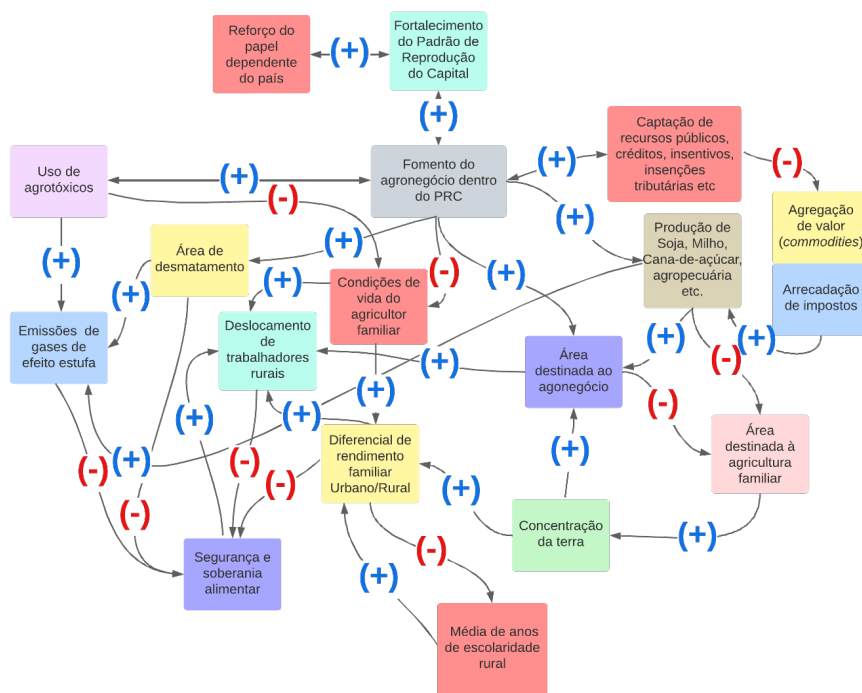 Reforço do
papel
dependente
do país
(+)
Fortalecimento
do Padrão de
Reprodução
do Capital
(+)
Captação de
recursos públicos,
créditos, insentivos,
insenções
tributárias etc
(+)
(-)
Uso de
agrotóxicos
(+)
(-)
Fomento do
agronegócio dentro
do PRC
(+)
Agregação
de valor
(commodities)
Produção de
Soja, Milho,
Cana-de-açúcar,
agropecuária
etc.
Área de
desmatamento
(+)
(-)
(+)
(+)
(+)
(+)
Condições de
vida do
agricultor
familiar
Arrecadação
de impostos
Emissões de
gases de
efeito estufa
Deslocamento
de
trabalhadores
rurais
(+)
(+)
(-)
(+)
Área
destinada ao
agonegócio
(+)
(+)
(-)
(+)
Área
destinada à
agricultura
familiar
Diferencial de
rendimento
familiar
Urbano/Rural
(+)
(-)
(+)
(-)
(-)
(+)
(-)
Concentração
da terra
(+)
Segurança e
soberania
alimentar
(-)
(+)
Média de anos
de escolaridade
rural